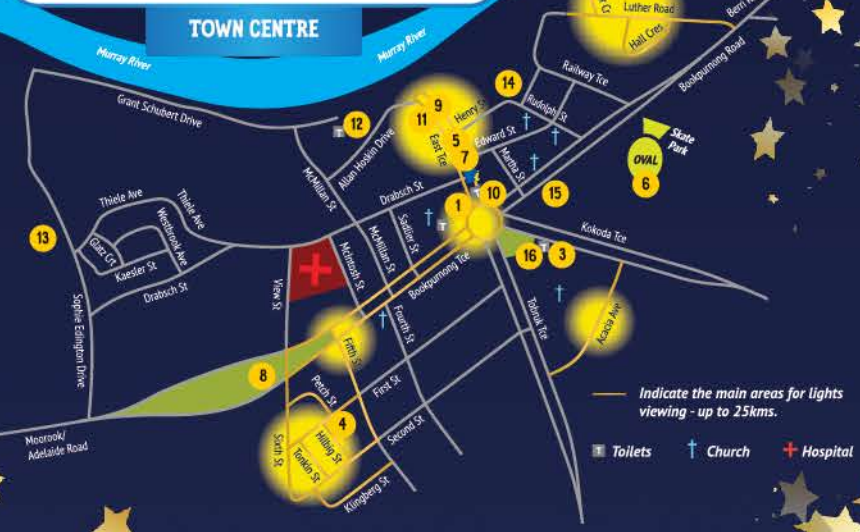 TOWN CENTRE
Luther Road
Hall Cres
Murray River
Murray River
Railway Tce
Bookpurnong Road
14
Grant Schubert Drive
12
T
Allan Hoskin Drive
9
11
Henry St
Rudolph St
5
East Tce
7
Edward St
Martha St
Skate
Park
OVAL
6
McMillan St
Drabsch St
T
10
15
1
T
Thiele Ave
Thiele Ave
Westbrook Ave
Glatz Crt
Kaesler St
Drabsch St
13
Sadlier St
McMillan St
McIntosh St
Kokoda Tce
16
T
3
View St
Bookpurnong Tce
Sophie Edington Drive
Fourth St
Tobruk Tce
Acacia Ave
Fifth St
8
Petch St
First St
4
Second St
Moorook/
Adelaide Road
Sixth St
Hilbig St
Tonkin St
Klingberg St
Indicate the main areas for lights
viewing - up to 25kms.
T Toilets
Church
Hospital